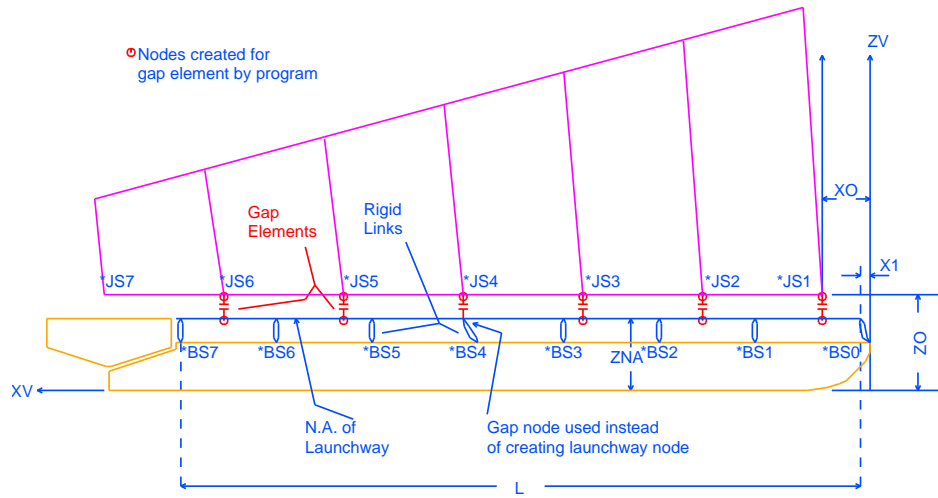 ZV
Nodes created for
gap element by program
XO
Gap
Elements
Rigid
Links
X1
*JS7
*JS6
*JS5
*JS4
*JS3
*JS2
*JS1
*BS7
*BS6
*BS5
*BS4
*BS3
ZNA
*BS2
*BS1
*BS0
ZO
XV
N.A. of
Launchway
Gap node used instead
of creating launchway node
L